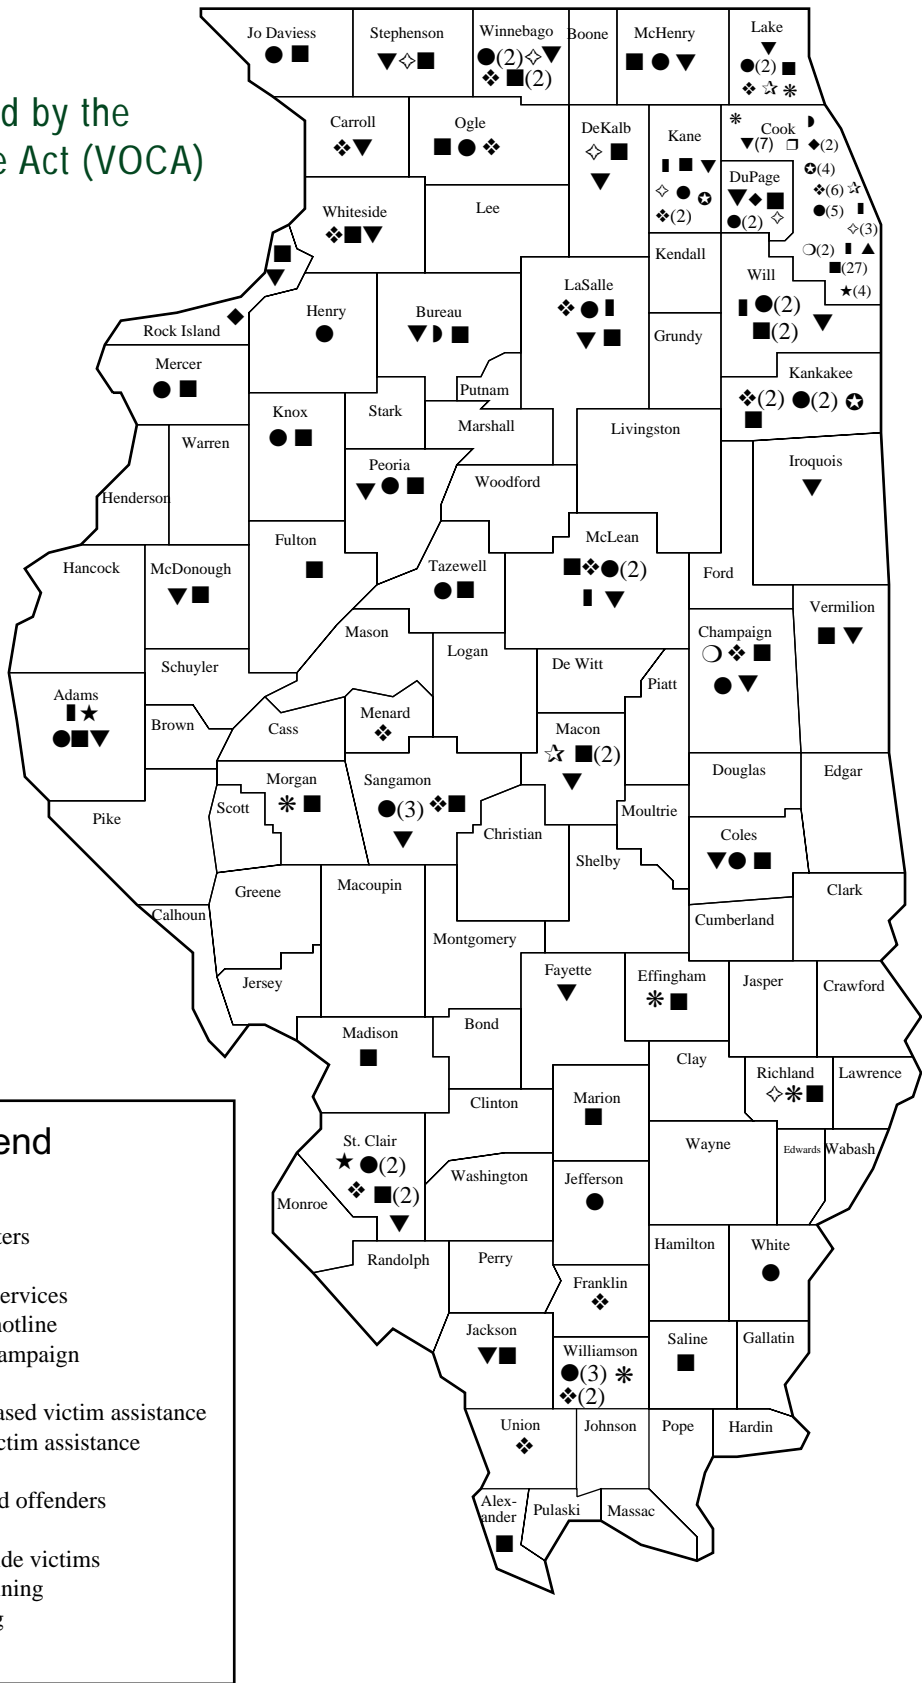 d by the
e Act (VOCA)
Jo Daviess
Stephenson
Winnebago
Boone
McHenry
Lake
(2)
(2)
(2)
Carroll
Ogle
DeKalb
Kane
(2)
Cook
(7)
(2)
(4)
(6)
(5)
(3)
(2)
(27)
(4)
DuPage
(2)
Whiteside
Lee
Kendall
Will
(2)
(2)
Rock Island
Henry
Bureau
LaSalle
Grundy
Mercer
Putnam
Kankakee
(2)
(2)
Knox
Stark
Marshall
Livingston
Warren
Henderson
Peoria
Woodford
Iroquois
Fulton
McLean
(2)
Hancock
McDonough
Tazewell
Ford
Vermilion
Mason
Champaign
Schuyler
Logan
De Witt
Piatt
Adams
Brown
Cass
Menard
Macon
(2)
Morgan
Sangamon
(3)
Douglas
Edgar
Pike
Scott
Christian
Moultrie
Shelby
Coles
Greene
Macoupin
Clark
Calhoun
Montgomery
Cumberland
Jersey
Fayette
Effingham
Jasper
Crawford
Madison
Bond
Clay
Richland
Lawrence
Clinton
Marion
St. Clair
(2)
(2)
Wayne
Edwards
Wabash
Washington
Jefferson
Monroe
Randolph
Perry
Hamilton
White
Franklin
Jackson
Williamson
(3)
(2)
Saline
Gallatin
Union
Johnson
Pope
Hardin
Alex-
ander
Pulaski
Massac
end
ters
ervices
hotline
ampaign
ased victim assistance
ctim assistance
d offenders
ide victims
ining
g